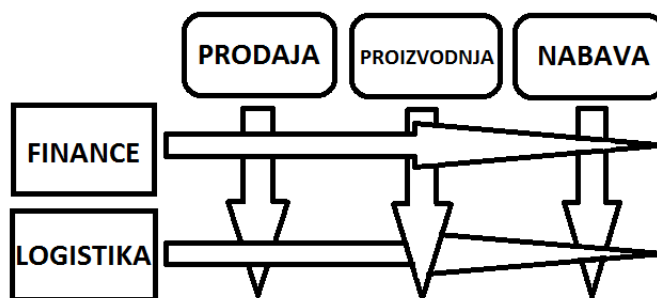 PRODAJA
PROIZVODNJA
NABAVA
FINANCE
LOGISTIKA